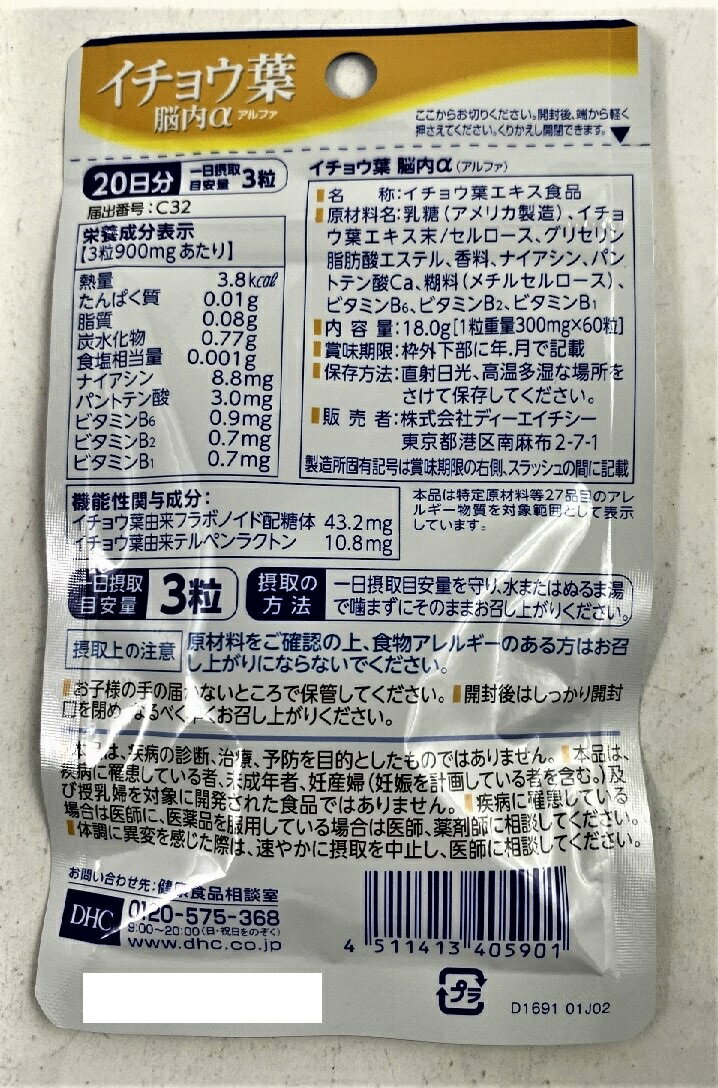 イチョウ葉
脳内α アルファ
ここからお切りください。開封後、端から軽く
押さえてください。くりかえし開閉できます。▼
20日分 一日摂取目安量 3粒
届出番号:C32
栄養成分表示
【3粒900mgあたり】
熱量 3.8kcal
たんぱく質 0.01g
脂質 0.08g
炭水化物 0.77g
食塩相当量 0.001g
ナイアシン 8.8mg
パントテン酸 3.0mg
ビタミンB6 0.9mg
ビタミンB2 0.7mg
ビタミンB1 0.7mg
イチョウ葉 脳内α(アルファ)
名 称:イチョウ葉エキス食品
原材料名:乳糖(アメリカ製造)、イチョ
ウ葉エキス末/セルロース、グリセリン
脂肪酸エステル、香料、ナイアシン、パン
トテン酸Ca、糊料(メチルセルロース)、
ビタミンB6、ビタミンB2、ビタミンB1
内 容 量:18.0g[1粒重量300mg×60粒]
賞味期限:枠外下部に年.月で記載
保存方法:直射日光、高温多湿な場所を
さけて保存してください。
販 売 者:株式会社ディーエイチシー
東京都港区南麻布2-7-1
製造所固有記号は賞味期限の右側、スラッシュの間に記載
機能性関与成分:
イチョウ葉由来フラボノイド配糖体 43.2mg
イチョウ葉由来テルペンラクトン 10.8mg
本品は特定原材料等27品目のアレ
ルギー物質を対象範囲として表示
しています。
一日摂取目安量 3粒
摂取の方法 一日摂取目安量を守り、水またはぬるま湯
で噛まずにそのままお召し上がりください。
摂取上の注意 原材料をご確認の上、食物アレルギーのある方はお召
し上がりにならないでください。
お子様の手の届かないところで保管してください。 開封後はしっかり開封
口を閉め、なるべく早くお召し上がりください。
本品は、疾病の診断、治療、予防を目的としたものではありません。 本品は、
疾病に罹患している者、未成年者、妊産婦(妊娠を計画している者を含む。)及
び授乳婦を対象に開発された食品ではありません。 疾病に罹患している
場合は医師に、医薬品を服用している場合は医師、薬剤師に相談してください。
体調に異変を感じた際は、速やかに摂取を中止し、医師に相談してください。
お問い合わせ先:健康食品相談室
DHC 0120-575-368
9:00~20:00(日・祝日をのぞく)
www.dhc.co.jp
4 511413 405901
プラ
D1691 01J02